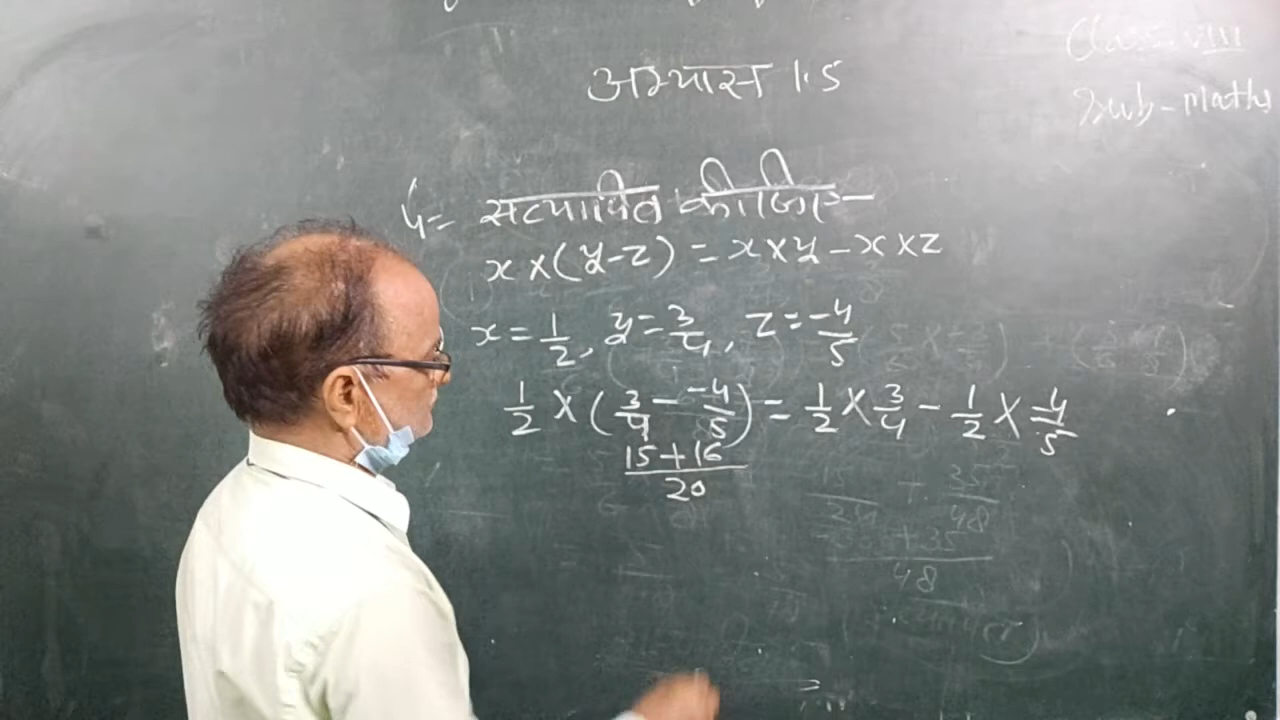 Class-VIII
अभ्यास 1.5
Sub-Maths
4= सत्यापित कीजिए-
x×(y-z) = x×y-x×z
x=1/2, y=3/4, z=-4/5
1/2 × (3/4 - -4/5) = 1/2 × 3/4 - 1/2 × 4/5
15+16/20